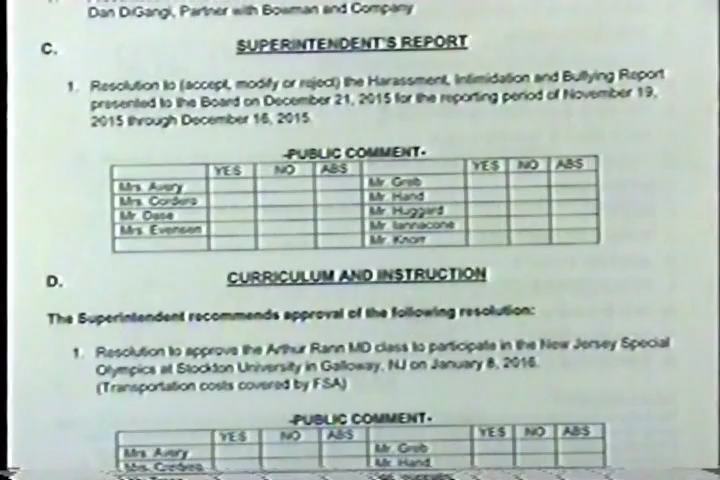 Dan DiGangi, Partner with Bowman and Company
C. SUPERINTENDENT'S REPORT
1. Resolution to (accept, modify or reject) the Harassment, Intimidation and Bullying Report
presented to the Board on December 21, 2015 for the reporting period of November 19,
2015 through December 16, 2015.
-PUBLIC COMMENT-
YES NO ABS YES NO ABS
Mrs. Avery Mr. Grob
Mrs. Cordero Mr. Hand
Mr. Dase Mr. Huggard
Mrs. Evensen Mr. Iannacone
Mr. Knorr
D. CURRICULUM AND INSTRUCTION
The Superintendent recommends approval of the following resolution:
1. Resolution to approve the Arthur Rann MD class to participate in the New Jersey Special
Olympics at Stockton University in Galloway, NJ on January 8, 2016.
(Transportation costs covered by FSA)
-PUBLIC COMMENT-
YES NO ABS YES NO ABS
Mrs. Avery Mr. Grob
Mrs. Cordero Mr. Hand